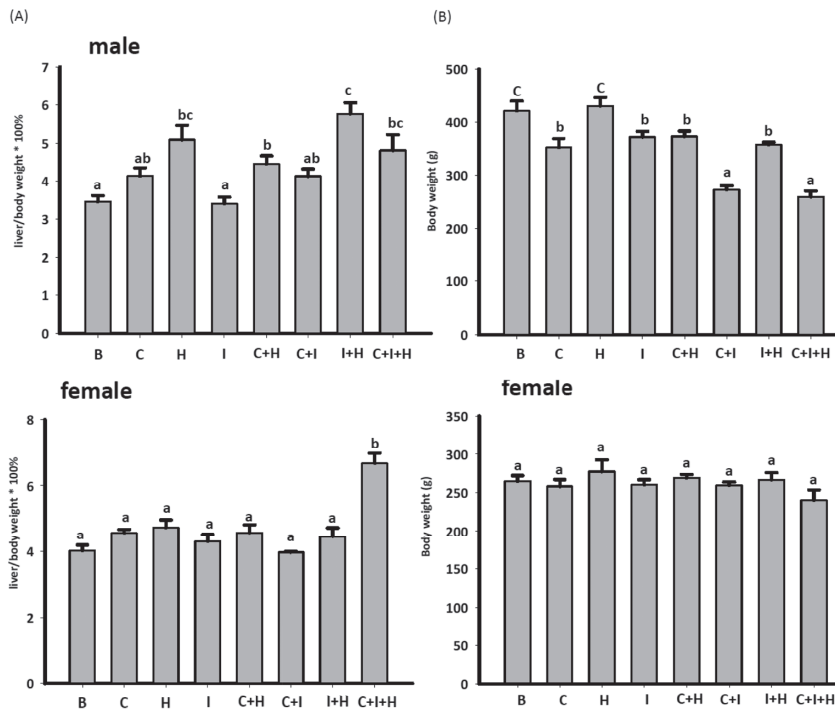 (A)
male
liver/body weight * 100%
7
6
5
4
3
2
1
0
a
ab
bc
a
b
ab
c
bc
B C H I C+H C+I I+H C+I+H
(B)
Body weight (g)
500
400
300
200
100
0
C
b
C
b
b
a
b
a
B C H I C+H C+I I+H C+I+H
female
liver/body weight * 100%
8
6
4
2
0
a
a
a
a
a
a
a
b
B C H I C+H C+I I+H C+I+H
female
Body weight (g)
350
300
250
200
150
100
50
0
a
a
a
a
a
a
a
a
B C H I C+H C+I I+H C+I+H